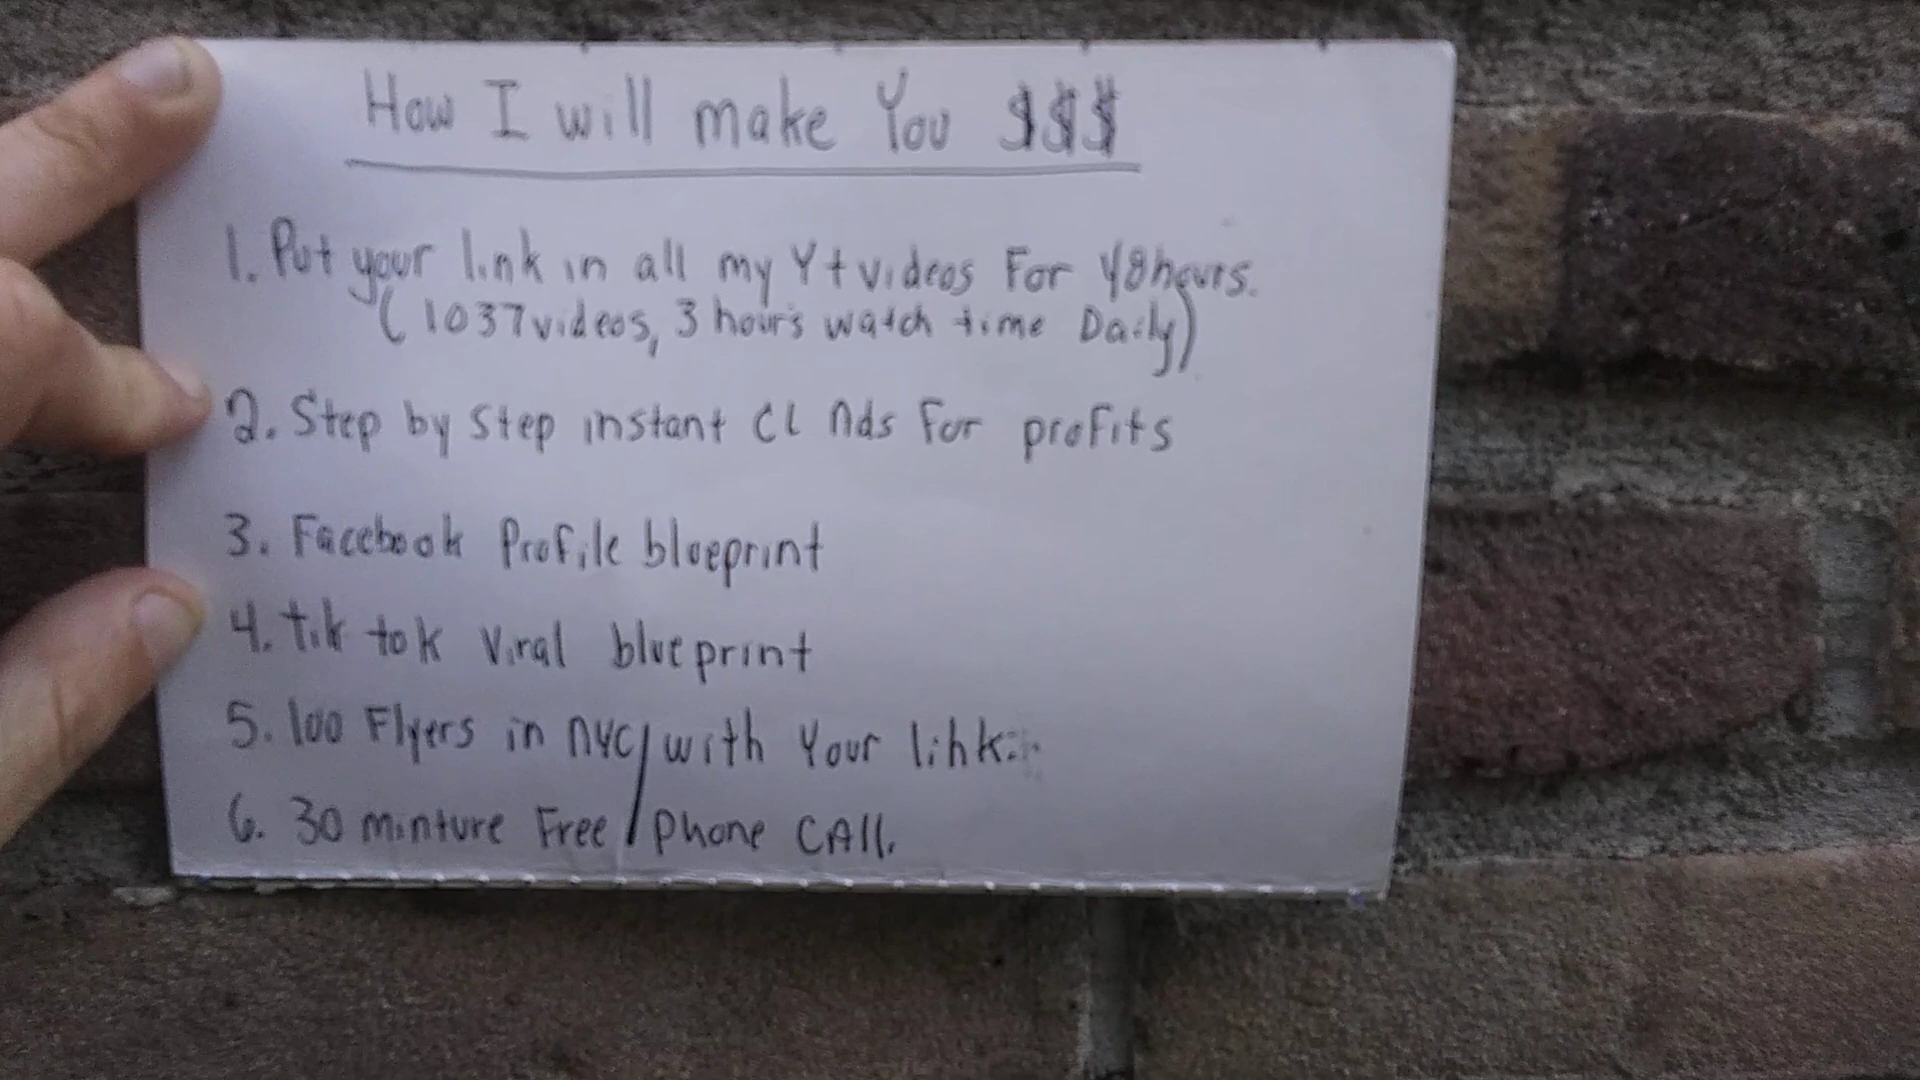 How I will make You $$$
1. Put your link in all my Yt videos For 48hours.
(1037videos, 3 hours watch time Daily)
2. Step by Step instant CL Ads For profits
3. Facebook Profile blueprint
4. Tik tok Viral blueprint
5. 100 Flyers in NYC/with Your link.
6. 30 minture Free / Phone CAll.